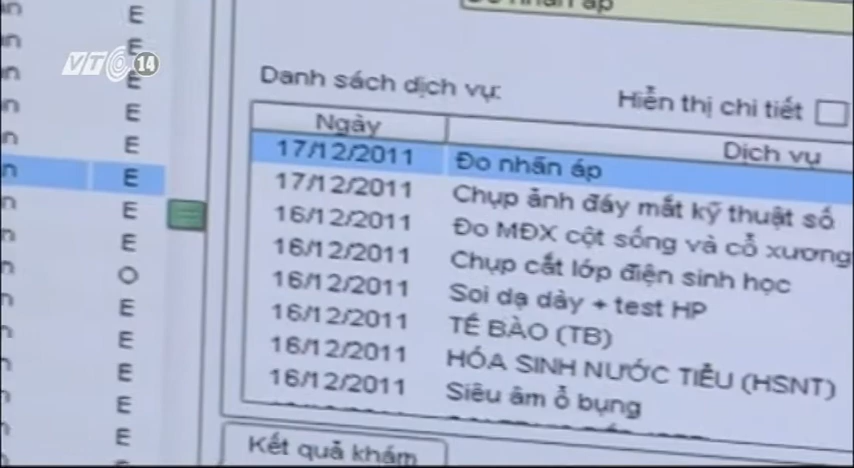 VTC 14
Đo nhãn áp
Danh sách dịch vụ:
Hiển thị chi tiết
Ngày Dịch vụ
17/12/2011 Đo nhãn áp
17/12/2011 Chụp ảnh đáy mắt kỹ thuật số
16/12/2011 Đo MĐX cột sống và cổ xương
16/12/2011 Chụp cắt lớp điện sinh học
16/12/2011 Soi dạ dày + test HP
16/12/2011 TẾ BÀO (TB)
16/12/2011 HÓA SINH NƯỚC TIỂU (HSNT)
16/12/2011 Siêu âm ổ bụng
Kết quả khám
E
E
E
E
E
E
E
E
O
E
E
E
E
E